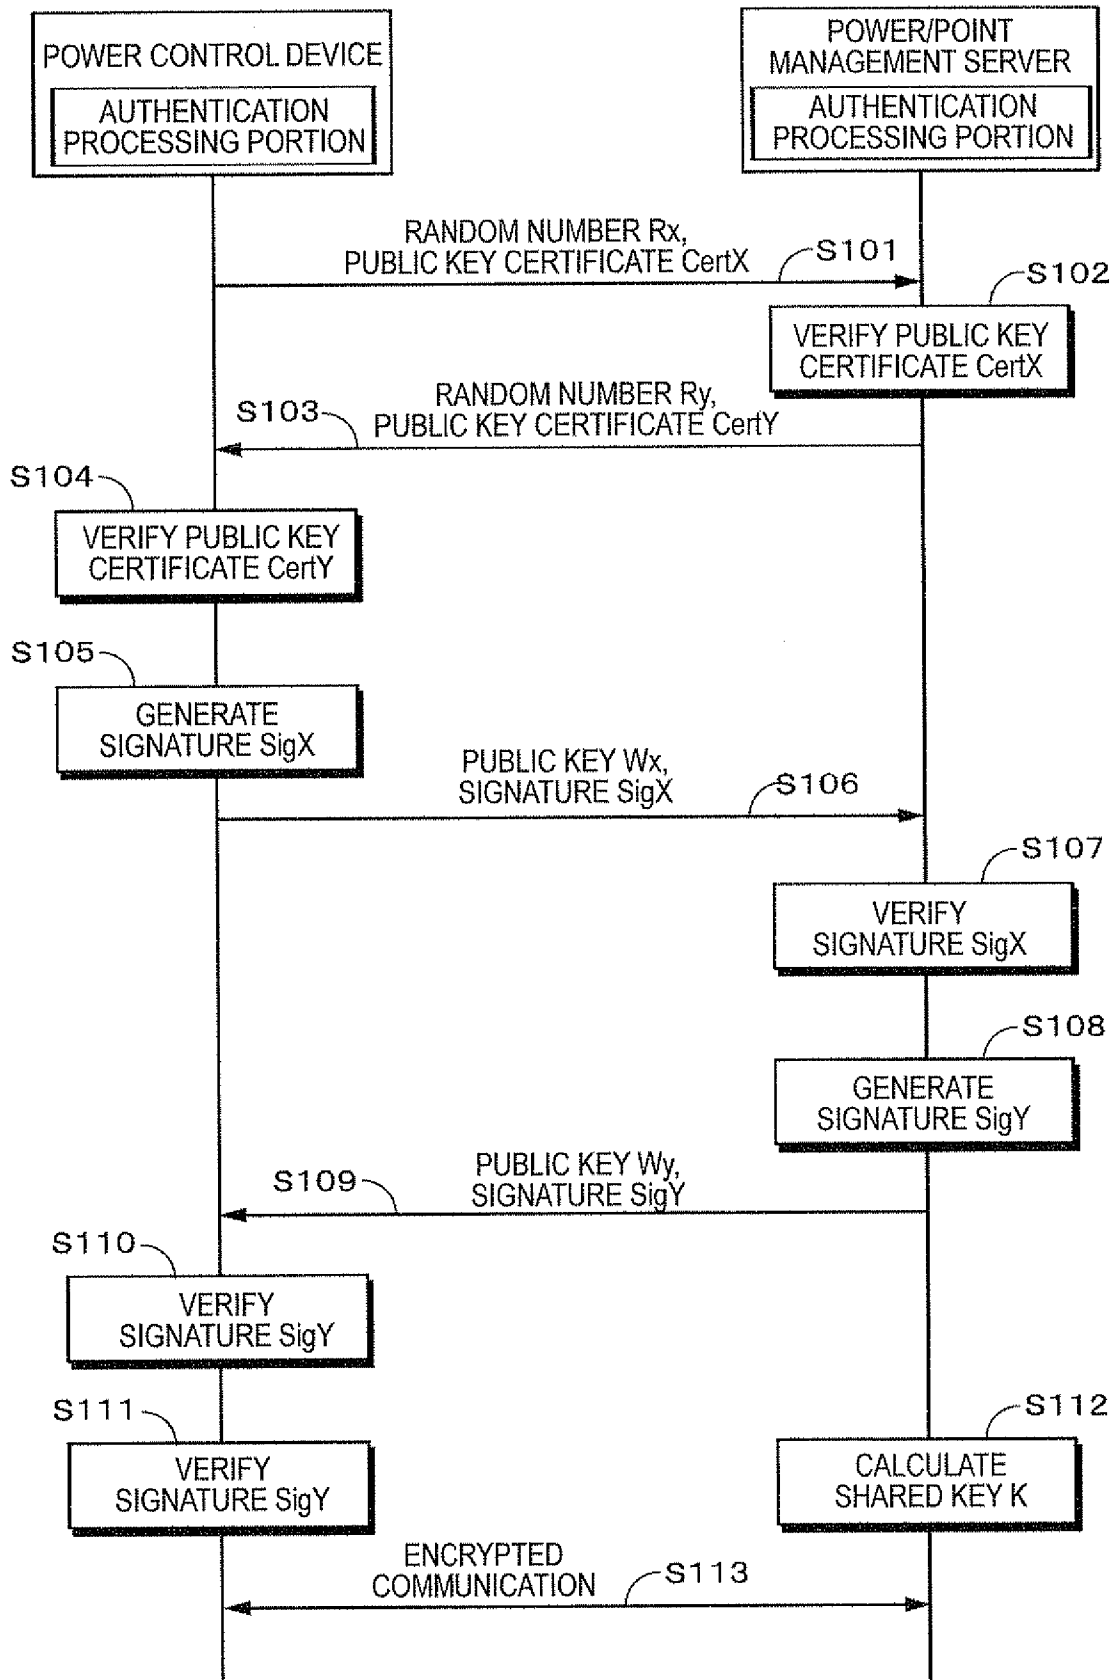 POWER CONTROL DEVICE
AUTHENTICATION
PROCESSING PORTION
POWER/POINT
MANAGEMENT SERVER
AUTHENTICATION
PROCESSING PORTION
RANDOM NUMBER Rx,
PUBLIC KEY CERTIFICATE CertX
S101
S102
VERIFY PUBLIC KEY
CERTIFICATE CertX
RANDOM NUMBER Ry,
PUBLIC KEY CERTIFICATE CertY
S103
S104
VERIFY PUBLIC KEY
CERTIFICATE CertY
S105
GENERATE
SIGNATURE SigX
PUBLIC KEY Wx,
SIGNATURE SigX
S106
S107
VERIFY
SIGNATURE SigX
S108
GENERATE
SIGNATURE SigY
PUBLIC KEY Wy,
SIGNATURE SigY
S109
S110
VERIFY
SIGNATURE SigY
S111
VERIFY
SIGNATURE SigY
S112
CALCULATE
SHARED KEY K
ENCRYPTED
COMMUNICATION
S113